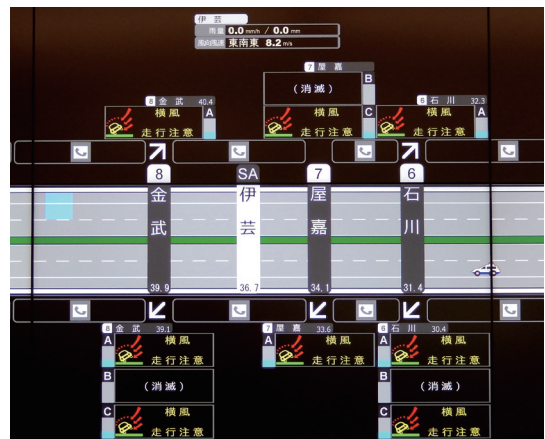 伊芸
雨量 0.0 mm/h / 0.0 mm
風向風速 東南東 8.2 m/s
7 屋嘉
(消滅) B
8 金武 40.4
横風 A
走行注意
横風 C
走行注意
6 石川 32.3
横風 A
走行注意
8 SA 7 6
金武
伊芸
屋嘉
石川
39.9 36.7 34.1 31.4
8 金武 39.1
A 横風
走行注意
B (消滅)
C 横風
走行注意
7 屋嘉 33.6
A 横風
走行注意
6 石川 30.4
A 横風
走行注意
B (消滅)
C 横風
走行注意